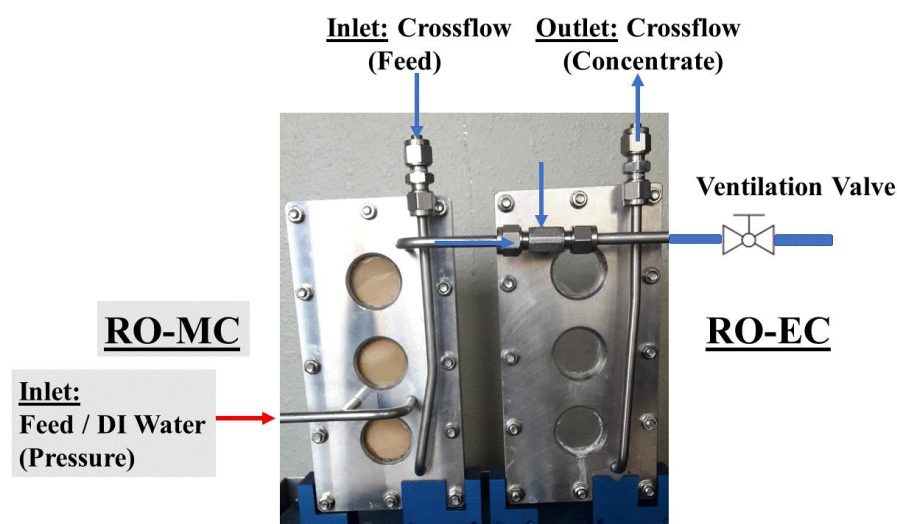 Inlet: Crossflow
(Feed)
Outlet: Crossflow
(Concentrate)
Ventilation Valve
RO-MC
RO-EC
Inlet:
Feed / DI Water
(Pressure)